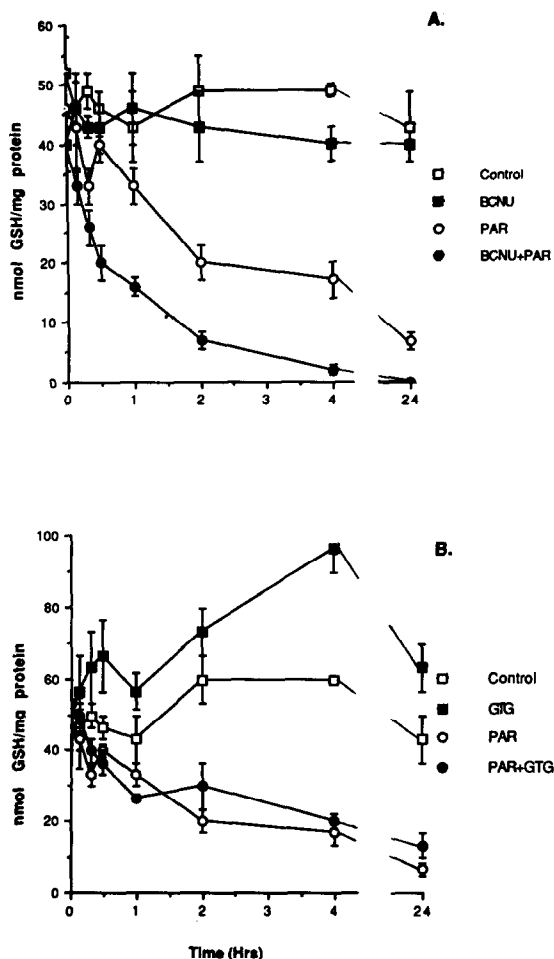 A.
60
50
40
30
20
10
0
nmol GSH/mg protein
0 1 2 3 4 24
Control
BCNU
PAR
BCNU+PAR
B.
100
80
60
40
20
0
nmol GSH/mg protein
0 1 2 3 4 24
Control
GTG
PAR
PAR+GTG
Time (Hrs)